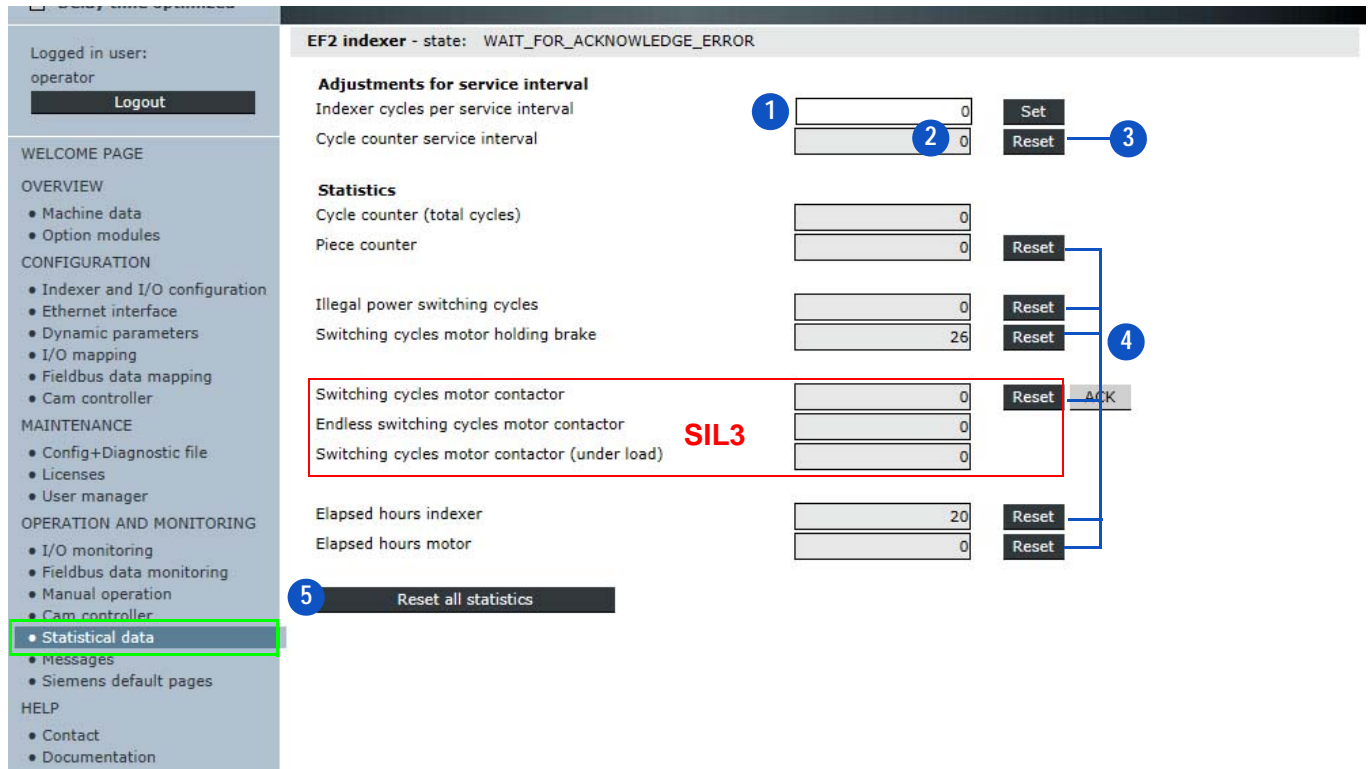 Delay time optimized
Logged in user:
operator
Logout
WELCOME PAGE
OVERVIEW
• Machine data
• Option modules
CONFIGURATION
• Indexer and I/O configuration
• Ethernet interface
• Dynamic parameters
• I/O mapping
• Fieldbus data mapping
• Cam controller
MAINTENANCE
• Config+Diagnostic file
• Licenses
• User manager
OPERATION AND MONITORING
• I/O monitoring
• Fieldbus data monitoring
• Manual operation
• Cam controller
• Statistical data
• Messages
• Siemens default pages
HELP
• Contact
• Documentation
EF2 indexer - state: WAIT_FOR_ACKNOWLEDGE_ERROR
Adjustments for service interval
Indexer cycles per service interval 1 0 Set
Cycle counter service interval 2 0 Reset 3
Statistics
Cycle counter (total cycles) 0
Piece counter 0 Reset
Illegal power switching cycles 0 Reset
Switching cycles motor holding brake 26 Reset 4
Switching cycles motor contactor 0 Reset ACK
Endless switching cycles motor contactor SIL3 0
Switching cycles motor contactor (under load) 0
Elapsed hours indexer 20 Reset
Elapsed hours motor 0 Reset
5 Reset all statistics